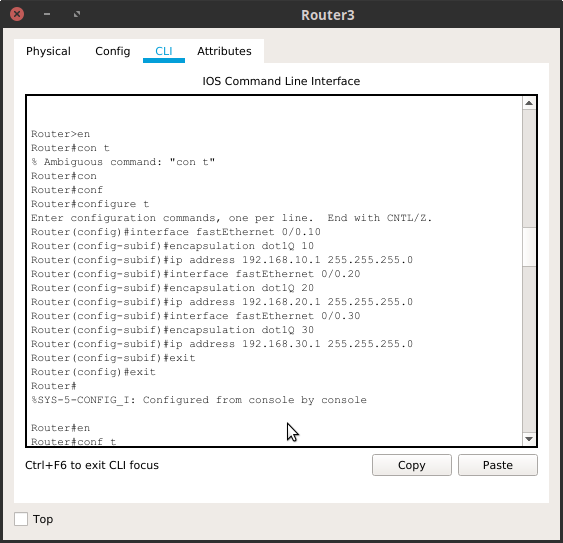 Router3
Physical Config CLI Attributes
IOS Command Line Interface
Router>en
Router#con t
% Ambiguous command: "con t"
Router#con
Router#conf
Router#configure t
Enter configuration commands, one per line.  End with CNTL/Z.
Router(config)#interface fastEthernet 0/0.10
Router(config-subif)#encapsulation dot1Q 10
Router(config-subif)#ip address 192.168.10.1 255.255.255.0
Router(config-subif)#interface fastEthernet 0/0.20
Router(config-subif)#encapsulation dot1Q 20
Router(config-subif)#ip address 192.168.20.1 255.255.255.0
Router(config-subif)#interface fastEthernet 0/0.30
Router(config-subif)#encapsulation dot1Q 30
Router(config-subif)#ip address 192.168.30.1 255.255.255.0
Router(config-subif)#exit
Router(config)#exit
Router#
%SYS-5-CONFIG_I: Configured from console by console
Router#en
Router#conf t
Ctrl+F6 to exit CLI focus Copy Paste
Top